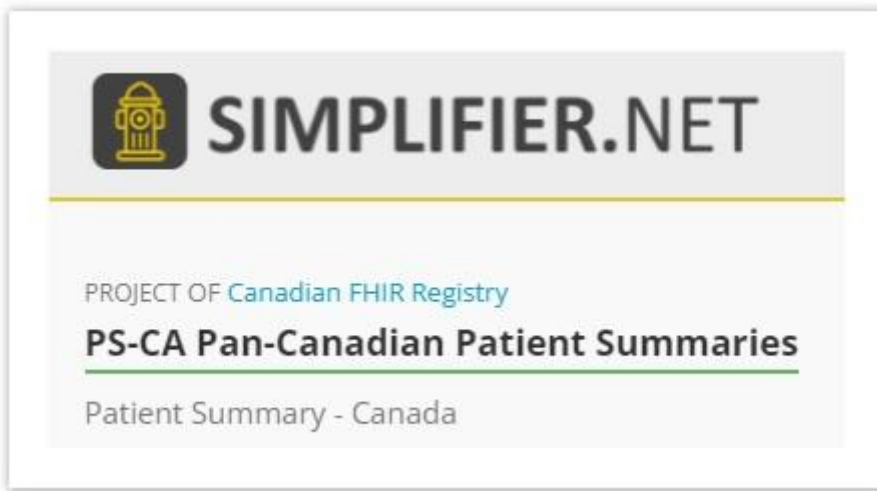 SIMPLIFIER.NET
PROJECT OF Canadian FHIR Registry
PS-CA Pan-Canadian Patient Summaries
Patient Summary - Canada